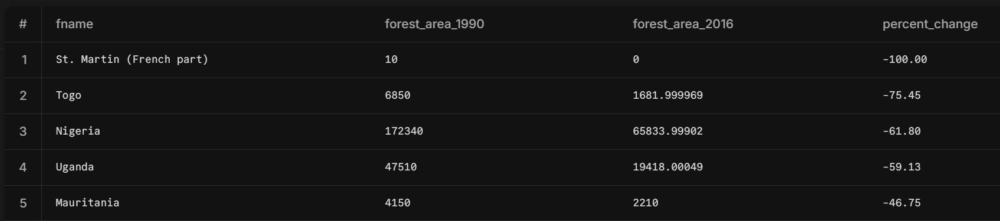 # fname forest_area_1990 forest_area_2016 percent_change
1 St. Martin (French part) 10 0 -100.00
2 Togo 6850 1681.999969 -75.45
3 Nigeria 172340 65833.99902 -61.80
4 Uganda 47510 19418.00049 -59.13
5 Mauritania 4150 2210 -46.75